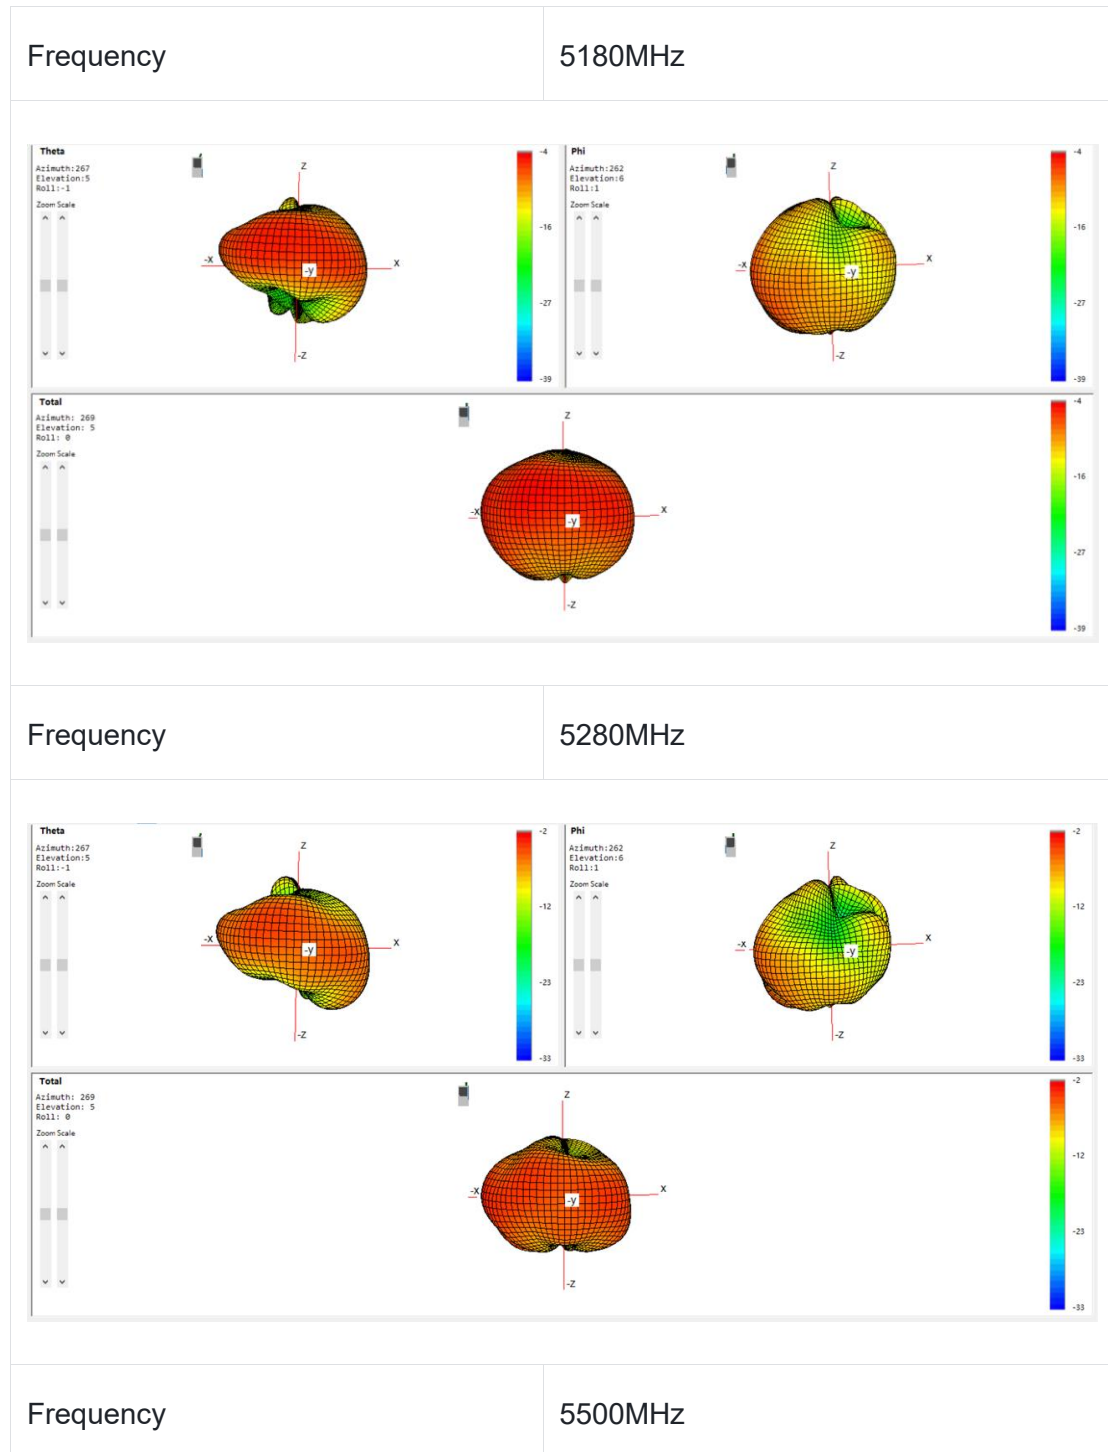 Frequency 5180MHz
Theta
Azimuth:267
Elevation:5
Roll:-1
Zoom Scale
Z
-X
X
-y
-Z
-4
-16
-27
-39
Phi
Azimuth:262
Elevation:6
Roll:1
Zoom Scale
Z
-X
X
-y
-Z
-4
-16
-27
-39
Total
Azimuth: 269
Elevation: 5
Roll: 0
Zoom Scale
Z
-X
X
-y
-Z
-4
-16
-27
-39
Frequency 5280MHz
Theta
Azimuth:267
Elevation:5
Roll:-1
Zoom Scale
Z
-X
X
-y
-Z
-2
-12
-23
-33
Phi
Azimuth:262
Elevation:6
Roll:1
Zoom Scale
Z
-X
X
-y
-Z
-2
-12
-23
-33
Total
Azimuth: 269
Elevation: 5
Roll: 0
Zoom Scale
Z
-X
X
-y
-Z
-2
-12
-23
-33
Frequency 5500MHz